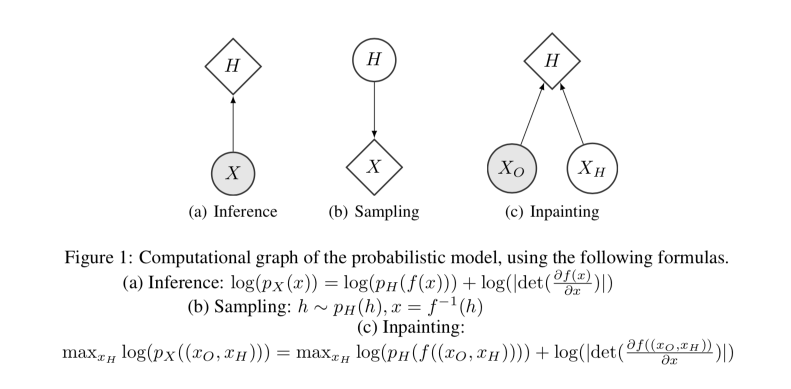 H H H
X X X_O X_H
(a) Inference (b) Sampling (c) Inpainting
Figure 1: Computational graph of the probabilistic model, using the following formulas.
(a) Inference: log(p_X(x)) = log(p_H(f(x))) + log(|det(∂f(x)/∂x)|)
(b) Sampling: h ∼ p_H(h), x = f^{-1}(h)
(c) Inpainting:
max_{x_H} log(p_X((x_O, x_H))) = max_{x_H} log(p_H(f((x_O, x_H)))) + log(|det(∂f((x_O,x_H))/∂x)|)